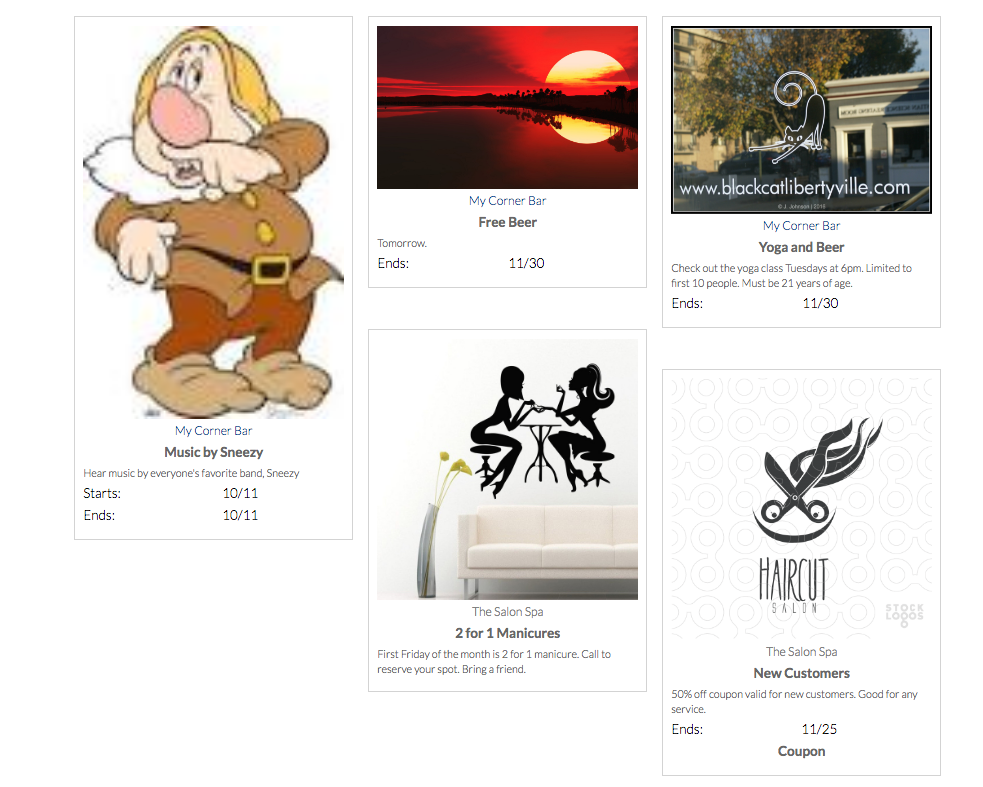 My Corner Bar
Music by Sneezy
Hear music by everyone's favorite band, Sneezy
Starts: 10/11
Ends: 10/11
My Corner Bar
Free Beer
Tomorrow.
Ends: 11/30
The Salon Spa
2 for 1 Manicures
First Friday of the month is 2 for 1 manicure. Call to
reserve your spot. Bring a friend.
www.blackcatlibertyville.com
© J. Johnson | 2010
My Corner Bar
Yoga and Beer
Check out the yoga class Tuesdays at 6pm. Limited to
first 10 people. Must be 21 years of age.
Ends: 11/30
HAIRCUT
SALON
STOCK
LOGOS
The Salon Spa
New Customers
50% off coupon valid for new customers. Good for any
service.
Ends: 11/25
Coupon